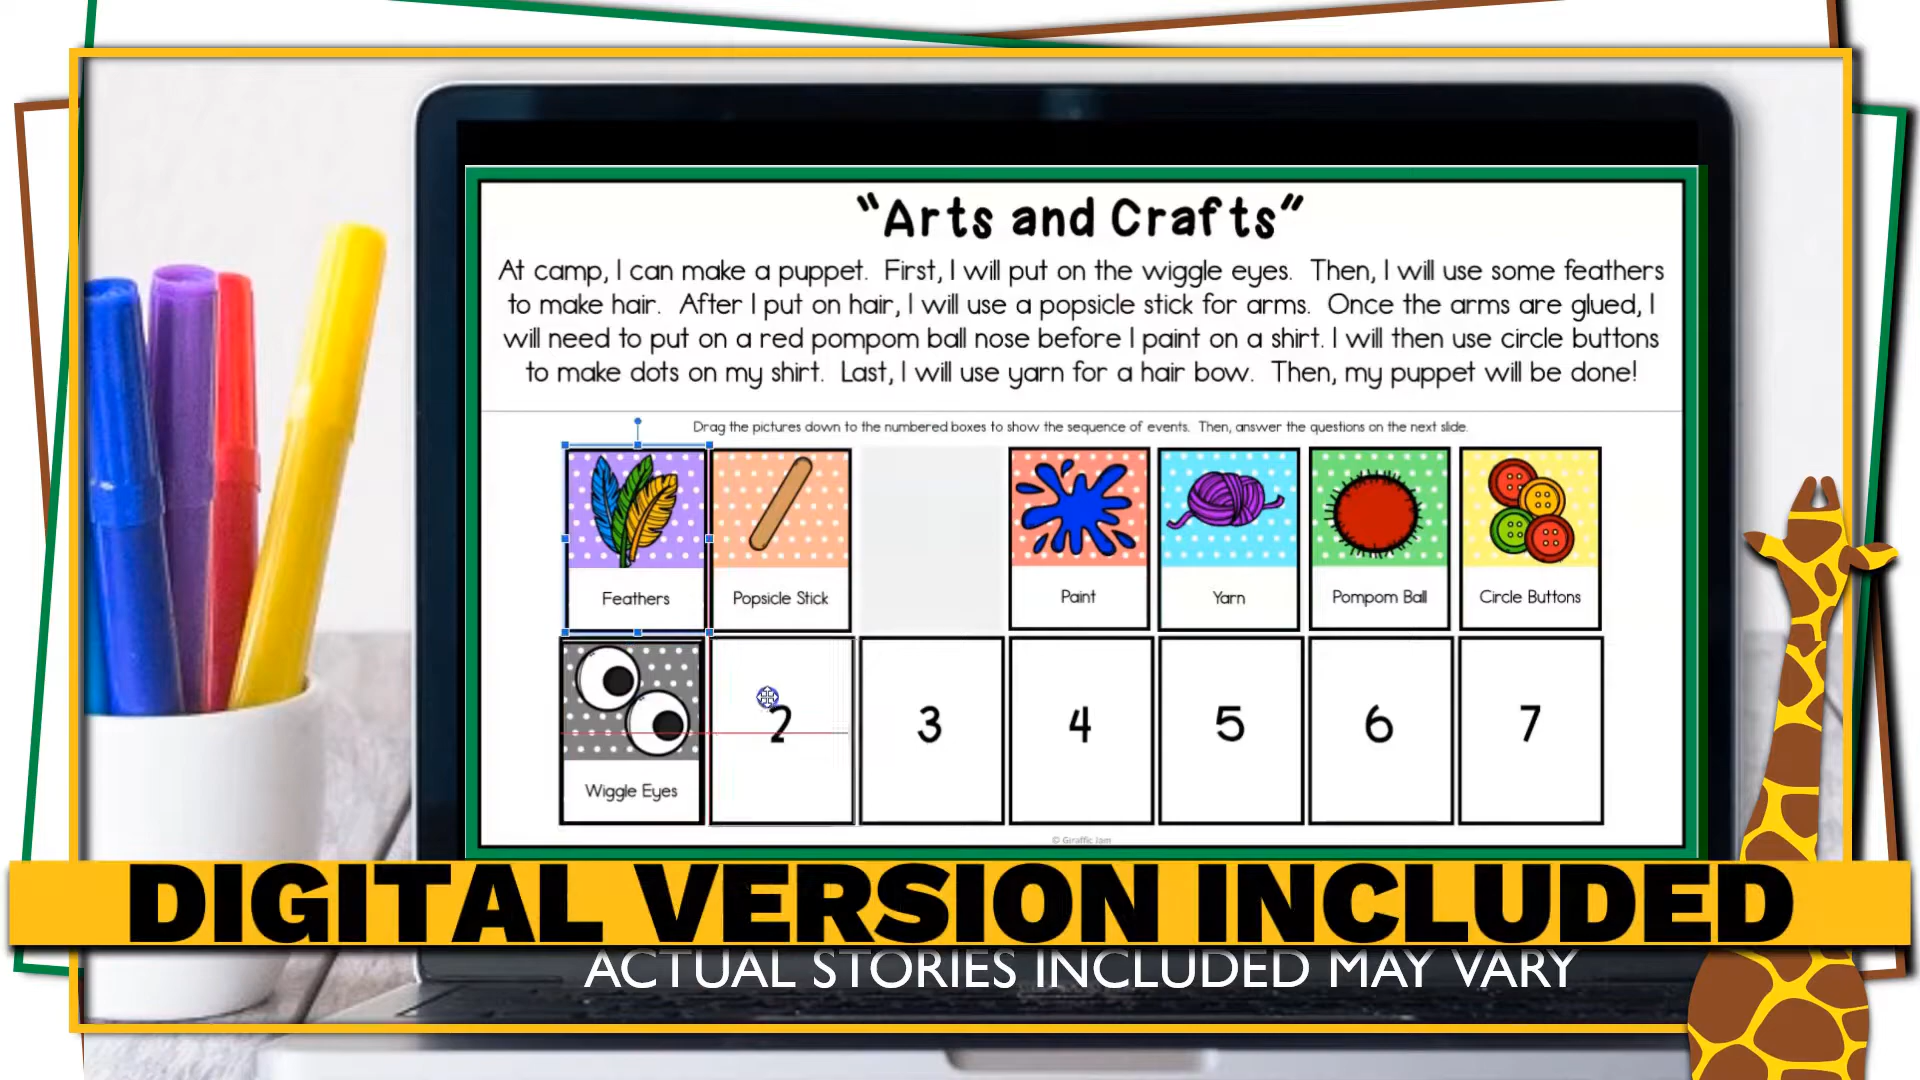 "Arts and Crafts"
At camp, I can make a puppet. First, I will put on the wiggle eyes. Then, I will use some feathers
to make hair. After I put on hair, I will use a popsicle stick for arms. Once the arms are glued, I
will need to put on a red pompom ball nose before I paint on a shirt. I will then use circle buttons
to make dots on my shirt. Last, I will use yarn for a hair bow. Then, my puppet will be done!
Drag the pictures down to the numbered boxes to show the sequence of events. Then, answer the questions on the next slide.
Feathers
Popsicle Stick
Paint
Yarn
Pompom Ball
Circle Buttons
Wiggle Eyes
2
3
4
5
6
7
© Giraffic Jam
DIGITAL VERSION INCLUDED
ACTUAL STORIES INCLUDED MAY VARY